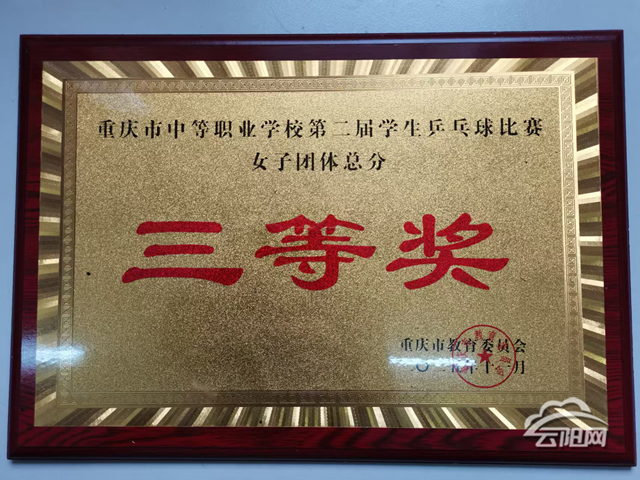 重庆市中等职业学校第二届学生乒乓球比赛
女子团体总分
三等奖
重庆市教育委员会
云阳网